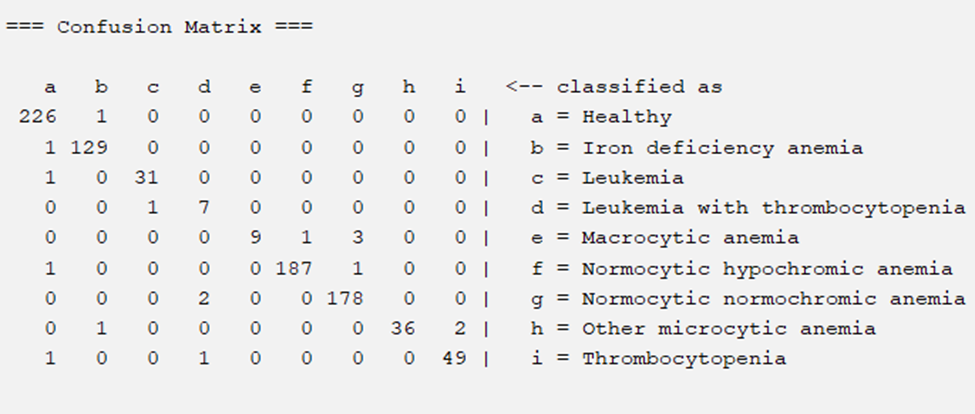 === Confusion Matrix ===
a b c d e f g h i <-- classified as
226 1 0 0 0 0 0 0 0 | a = Healthy
1 129 0 0 0 0 0 0 0 | b = Iron deficiency anemia
1 0 31 0 0 0 0 0 0 | c = Leukemia
0 0 1 7 0 0 0 0 0 | d = Leukemia with thrombocytopenia
0 0 0 0 9 1 3 0 0 | e = Macrocytic anemia
1 0 0 0 0 187 1 0 0 | f = Normocytic hypochromic anemia
0 0 0 2 0 0 178 0 0 | g = Normocytic normochromic anemia
0 1 0 0 0 0 0 36 2 | h = Other microcytic anemia
1 0 0 1 0 0 0 0 49 | i = Thrombocytopenia